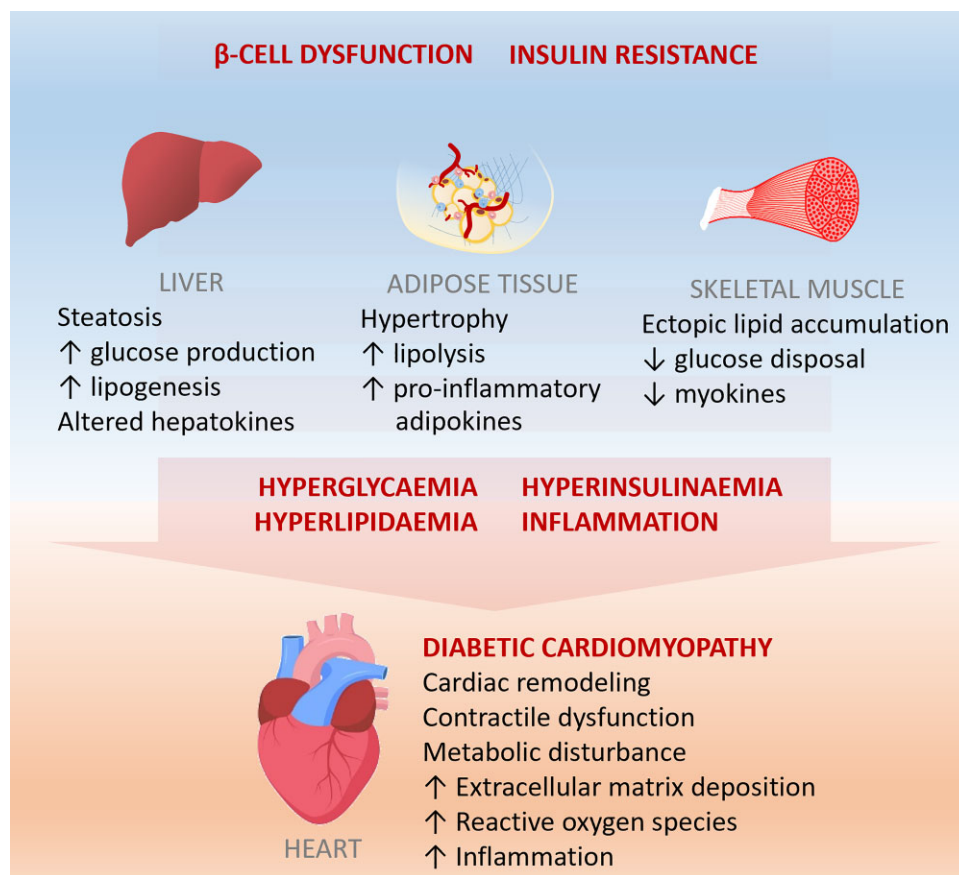 β-CELL DYSFUNCTION INSULIN RESISTANCE
LIVER
Steatosis
↑ glucose production
↑ lipogenesis
Altered hepatokines
ADIPOSE TISSUE
Hypertrophy
↑ lipolysis
↑ pro-inflammatory
adipokines
SKELETAL MUSCLE
Ectopic lipid accumulation
↓ glucose disposal
↓ myokines
HYPERGLYCAEMIA HYPERINSULINAEMIA
HYPERLIPIDAEMIA INFLAMMATION
DIABETIC CARDIOMYOPATHY
Cardiac remodeling
Contractile dysfunction
Metabolic disturbance
↑ Extracellular matrix deposition
↑ Reactive oxygen species
↑ Inflammation
HEART